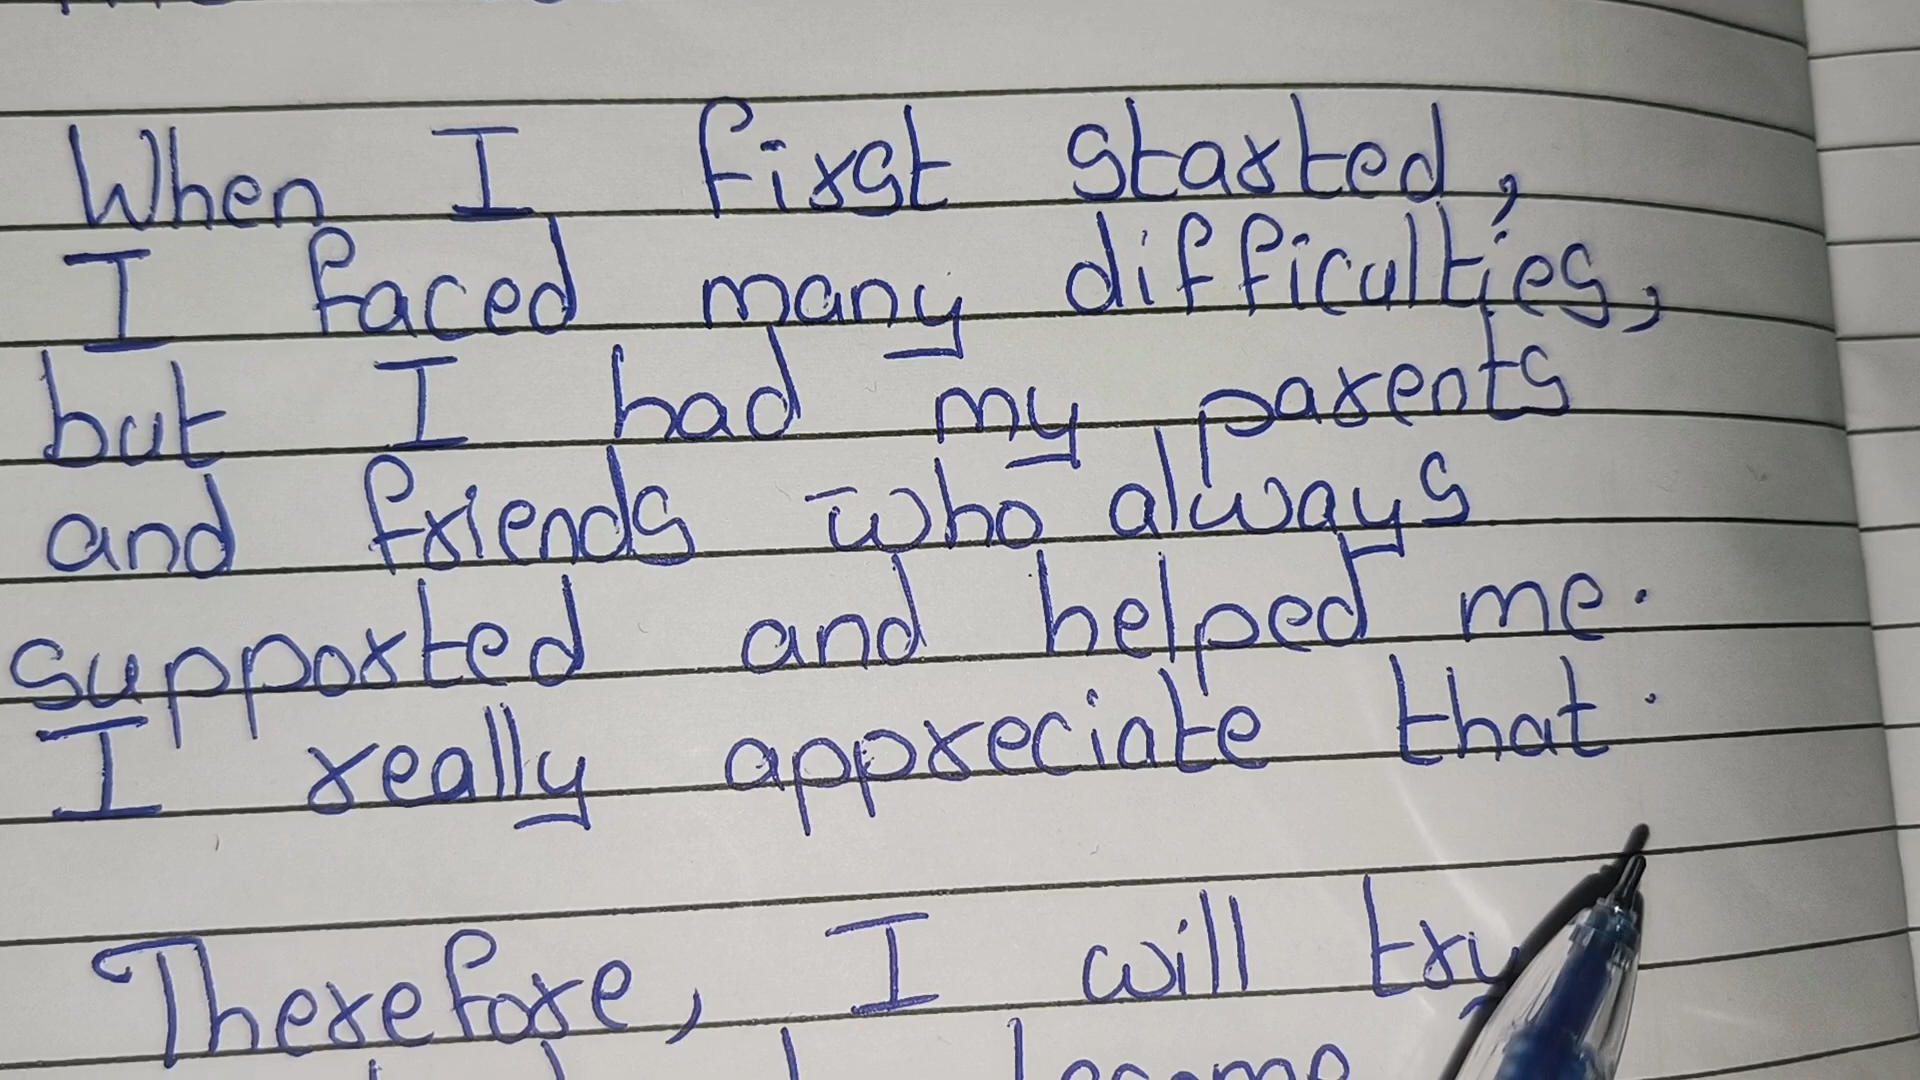 When I first started,
I faced many difficulties,
but I had my parents
and friends who always
supported and helped me.
I really appreciate that.
Therefore, I will try